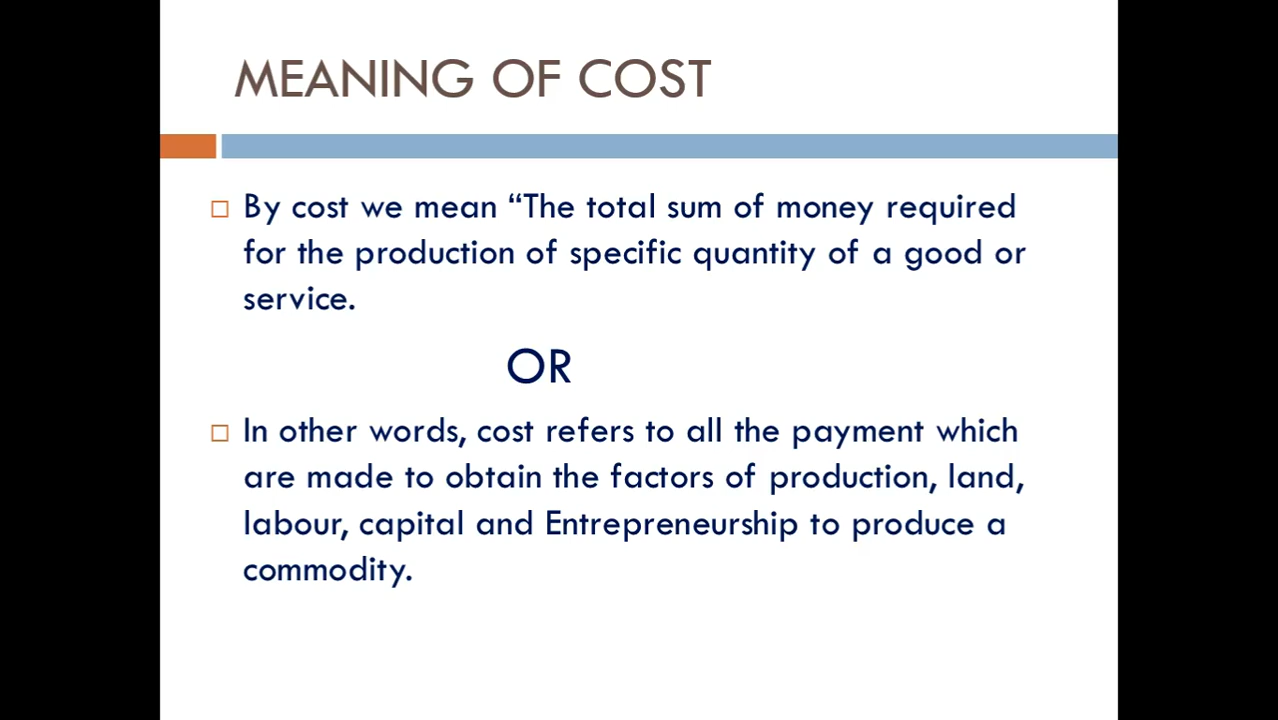 MEANING OF COST
By cost we mean “The total sum of money required
for the production of specific quantity of a good or
service.
OR
In other words, cost refers to all the payment which
are made to obtain the factors of production, land,
labour, capital and Entrepreneurship to produce a
commodity.